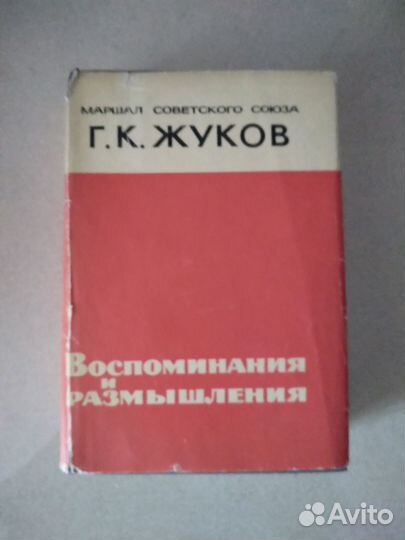 МАРШАЛ СОВЕТСКОГО СОЮЗА
Г.К. ЖУКОВ
ВОСПОМИНАНИЯ
И
РАЗМЫШЛЕНИЯ
Avito